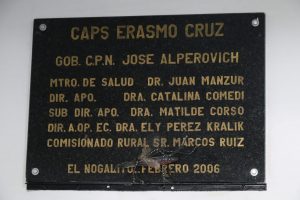 CAPS ERASMO CRUZ
GOB. C.P.N. JOSE ALPEROVICH
MTRO. DE SALUD DR. JUAN MANZUR
DIR. APO. DRA. CATALINA COMEDI
SUB DIR. APO. DRA. MATILDE CORSO
DIR. A.OP. EC. DRA. ELY PEREZ KRALIK
COMISIONADO RURAL SR. MARCOS RUIZ
EL NOGALITO.. FEBRERO 2006